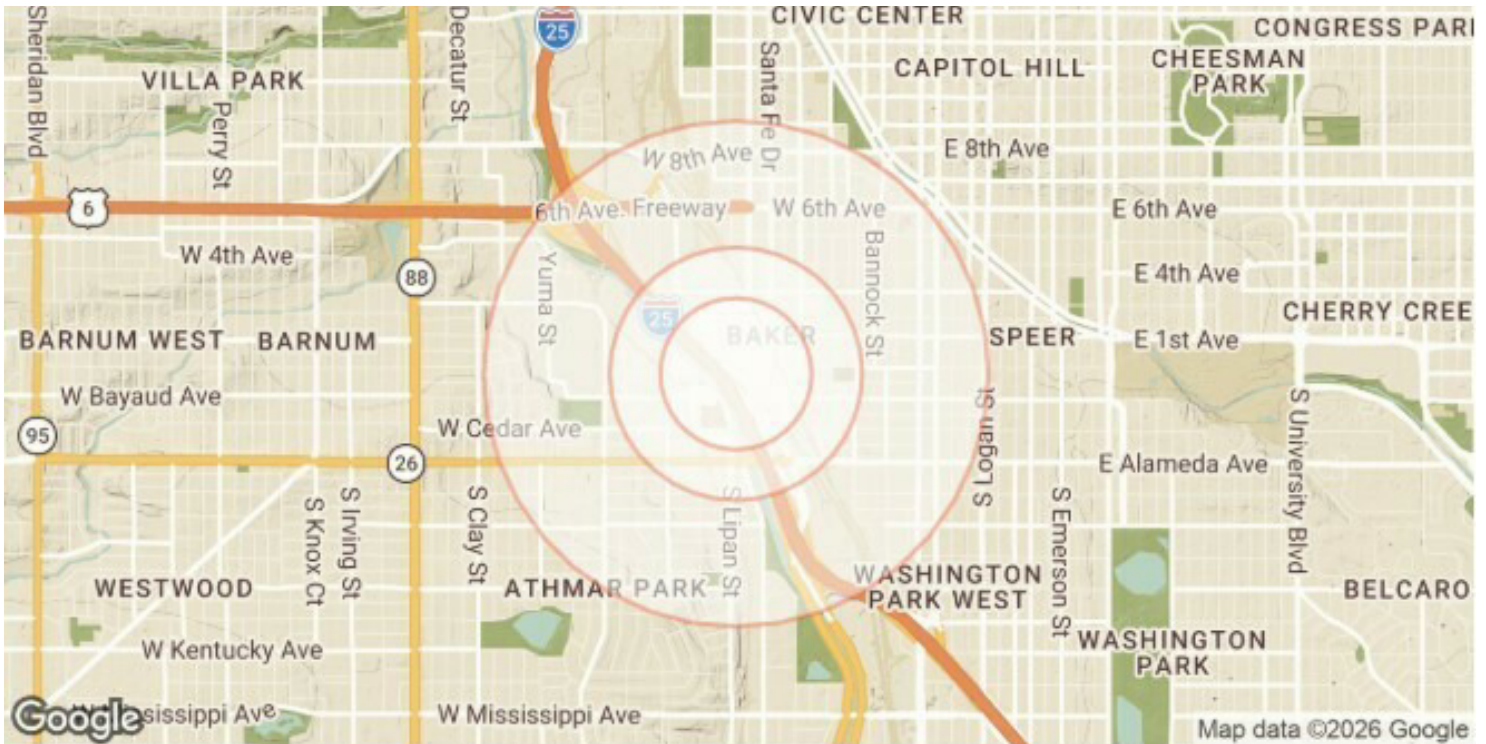 Sheridan Blvd
Decatur St
25
CIVIC CENTER
CONGRESS PARI
VILLA PARK
Perry St
Santa Fe Dr
CAPITOL HILL
CHEESMAN
PARK
W 8th Ave
E 8th Ave
6
6th Ave. Freeway
W 6th Ave
E 6th Ave
W 4th Ave
88
Yuma St
Bannock St
E 4th Ave
25
CHERRY CREE
BARNUM WEST
BARNUM
BAKER
SPEER
E 1st Ave
W Bayaud Ave
95
W Cedar Ave
S Logan St
S University Blvd
26
E Alameda Ave
S Knox Ct
S Irving St
S Clay St
S Lipan St
S Emerson St
WESTWOOD
ATHMAR PARK
WASHINGTON
PARK WEST
BELCARO
W Kentucky Ave
WASHINGTON
PARK
Google
W Mississippi Ave
W Mississippi Ave
Map data ©2026 Google